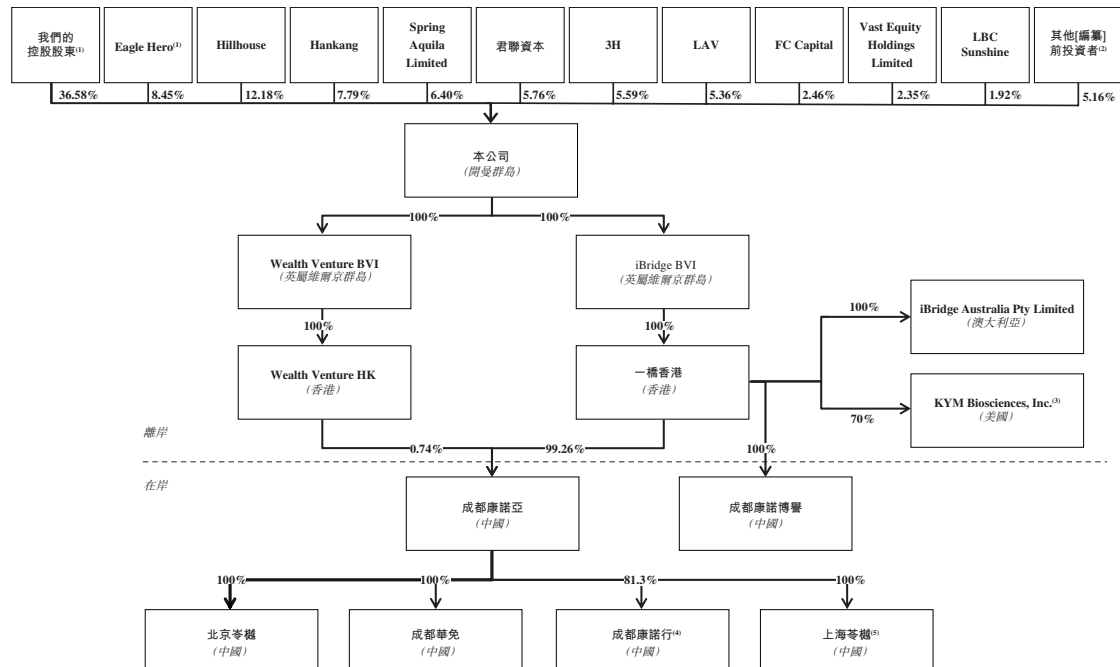 我們的
控股股東(1)
Eagle Hero(1)
Hillhouse
Hankang
Spring
Aquila
Limited
君聯資本
3H
LAV
FC Capital
Vast Equity
Holdings
Limited
LBC
Sunshine
其他[編纂]
前投資者(2)
36.58%
8.45%
12.18%
7.79%
6.40%
5.76%
5.59%
5.36%
2.46%
2.35%
1.92%
5.16%
本公司
(開曼群島)
100%
100%
Wealth Venture BVI
(英屬維爾京群島)
iBridge BVI
(英屬維爾京群島)
100%
100%
100%
iBridge Australia Pty Limited
(澳大利亞)
Wealth Venture HK
(香港)
一橋香港
(香港)
KYM Biosciences, Inc.(3)
(美國)
70%
離岸
0.74%
99.26%
100%
在岸
成都康諾亞
(中國)
成都康諾博譽
(中國)
100%
100%
81.3%
100%
北京岺樾
(中國)
成都華免
(中國)
成都康諾行(4)
(中國)
上海苓樾(5)
(中國)